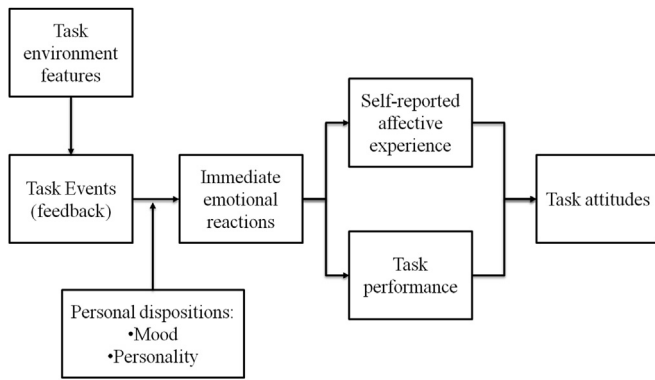 Task
environment
features
Task Events
(feedback)
Immediate
emotional
reactions
Self-reported
affective
experience
Task
performance
Task attitudes
Personal dispositions:
•Mood
•Personality